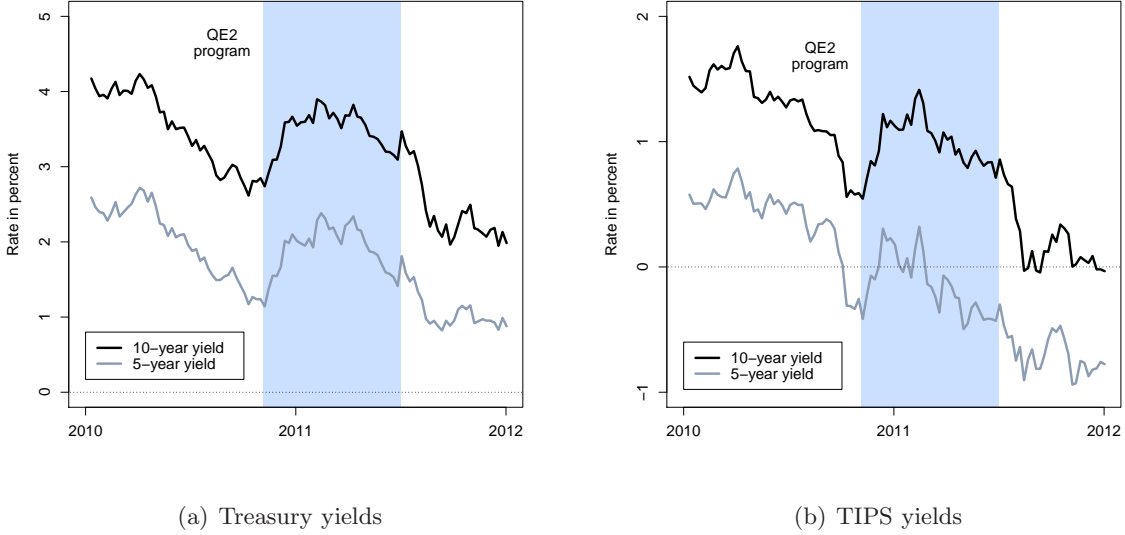 5
4
3
2
1
0
Rate in percent
QE2
program
10−year yield
5−year yield
2010
2011
2012
(a) Treasury yields
2
1
0
−1
Rate in percent
QE2
program
10−year yield
5−year yield
2010
2011
2012
(b) TIPS yields